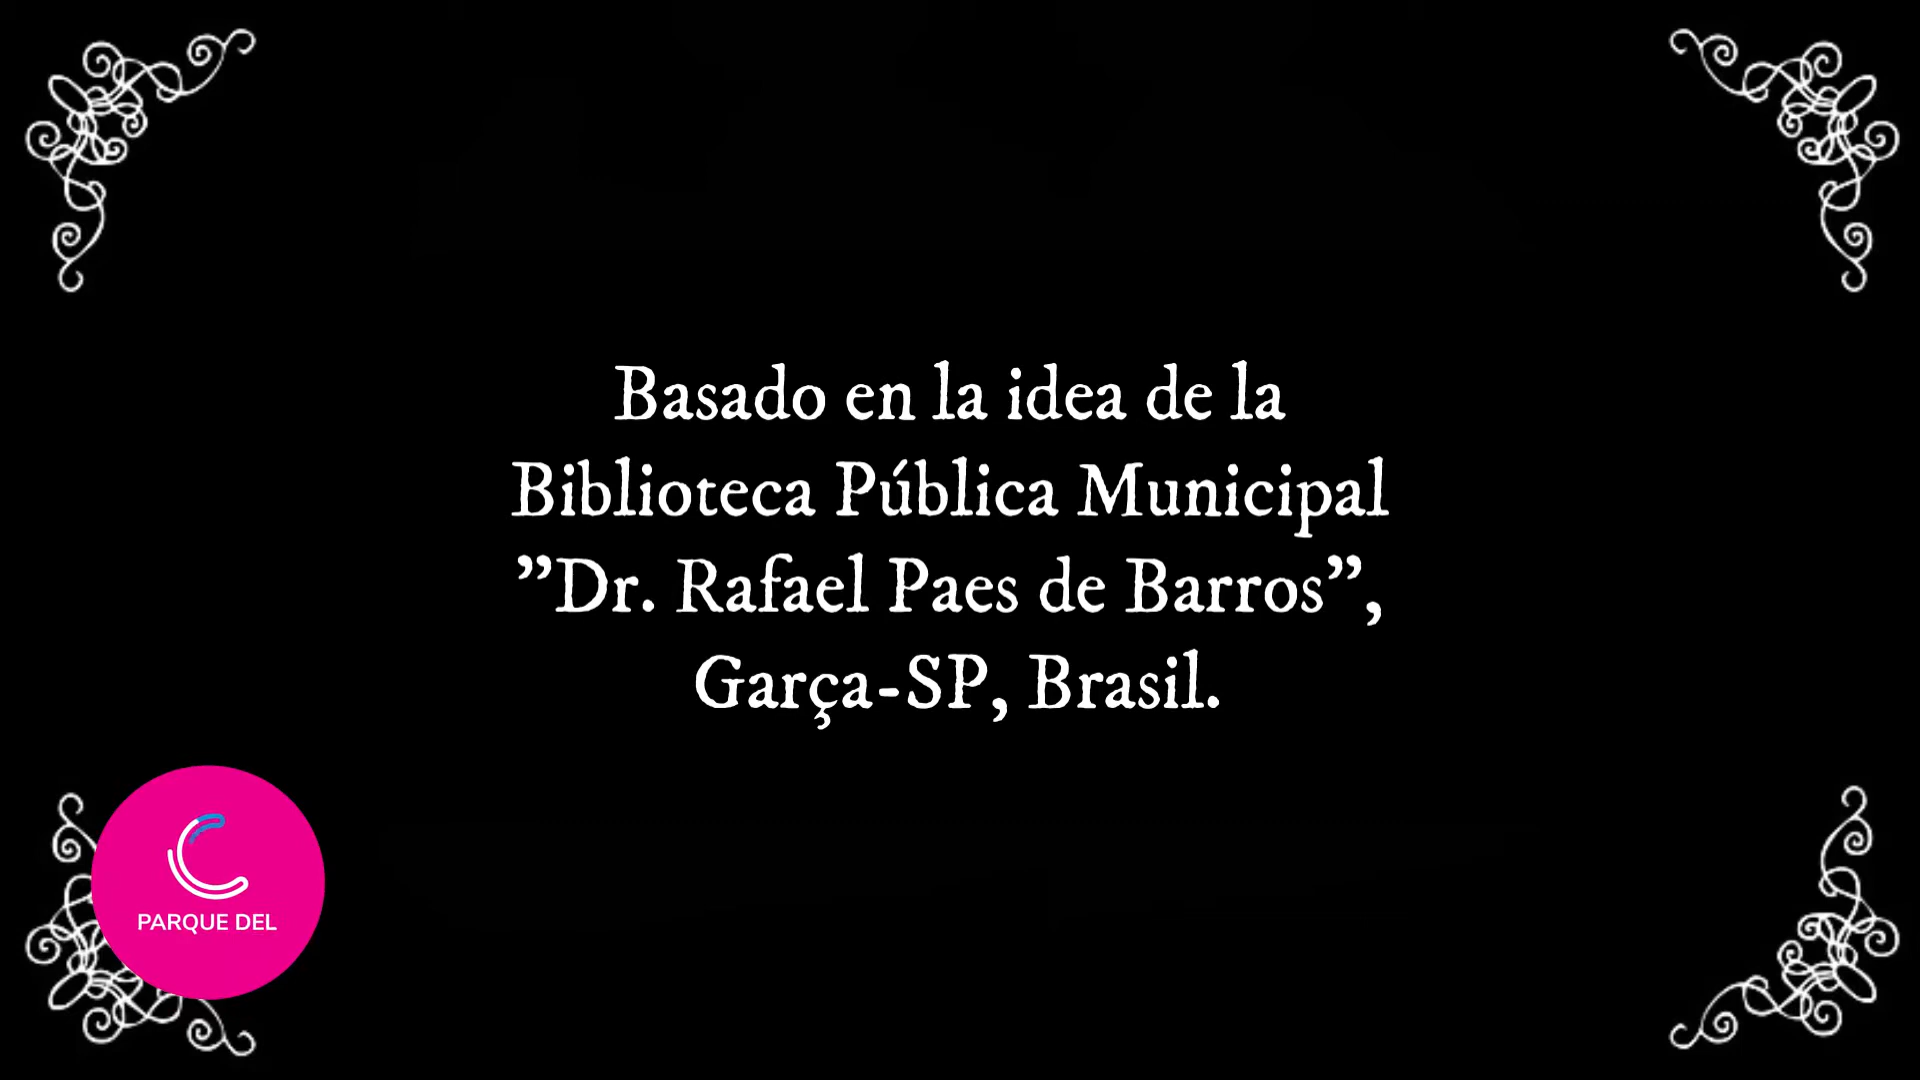 Basado en la idea de la
Biblioteca Pública Municipal
”Dr. Rafael Paes de Barros”,
Garça-SP, Brasil.
PARQUE DEL